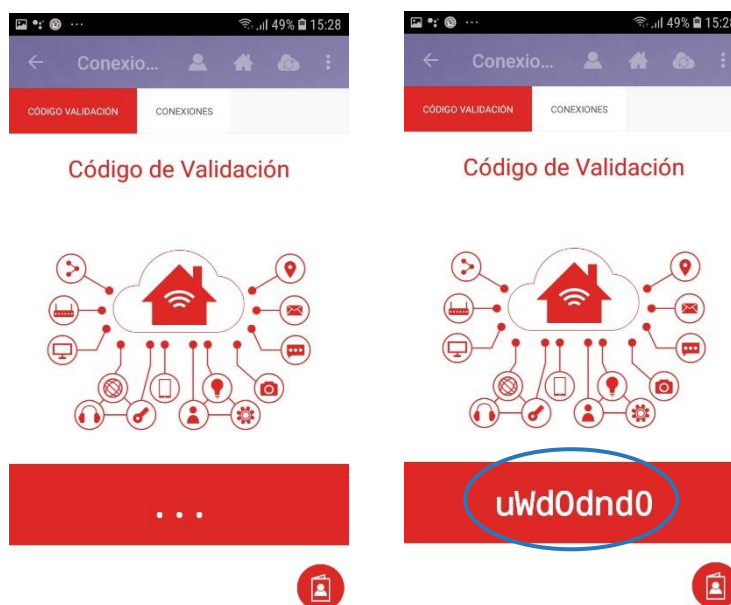 49% 15:28
Conexio...
CÓDIGO VALIDACIÓN CONEXIONES
Código de Validación
...
49% 15:28
Conexio...
CÓDIGO VALIDACIÓN CONEXIONES
Código de Validación
uWdOdnd0